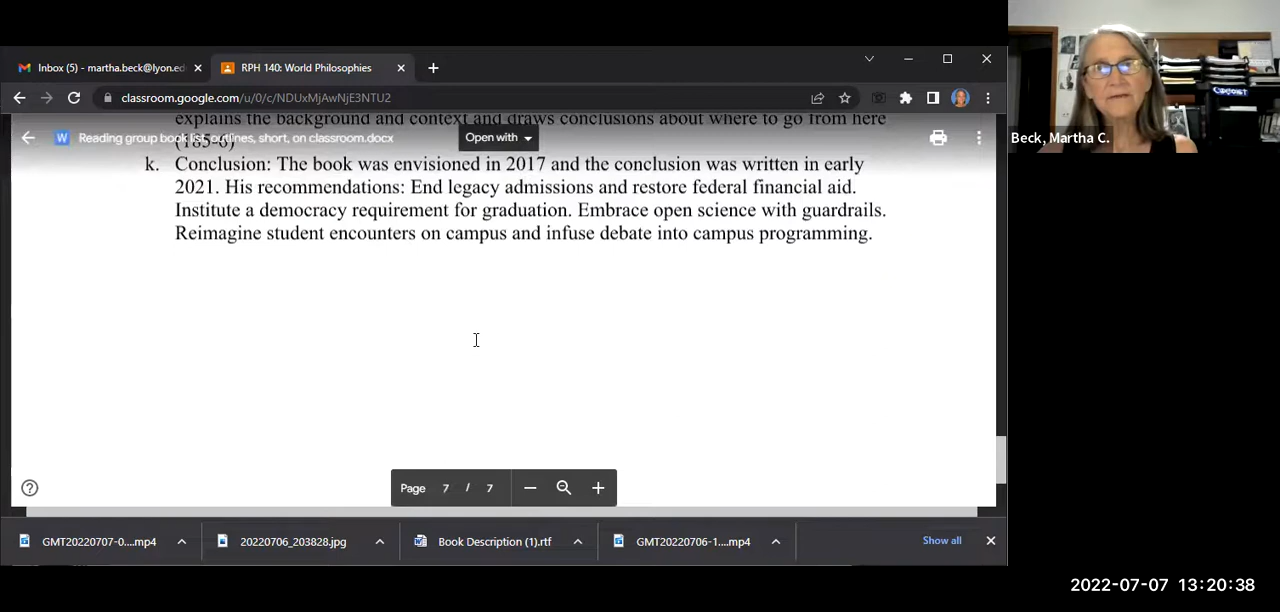 Inbox (5) - martha.beck@lyon.ed
RPH 140: World Philosophies
classroom.google.com/u/0/c/NDUxMjAwNjE3NTU2
explains the background and context and draws conclusions about where to go from here
Reading group book list, outlines, short, on classroom.docx
Open with
(165-6)
k. Conclusion: The book was envisioned in 2017 and the conclusion was written in early
2021. His recommendations: End legacy admissions and restore federal financial aid.
Institute a democracy requirement for graduation. Embrace open science with guardrails.
Reimagine student encounters on campus and infuse debate into campus programming.
Page 7 / 7
GMT20220707-0....mp4
20220706_203828.jpg
Book Description (1).rtf
GMT20220706-1....mp4
Show all
Beck, Martha C.
2022-07-07 13:20:38